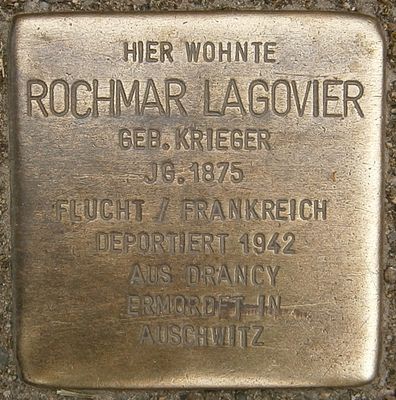 HIER WOHNTE
ROCHMAR LAGOVIER
GEB. KRIEGER
JG. 1875
FLUCHT / FRANKREICH
DEPORTIERT 1942
AUS DRANCY
ERMORDET IN
AUSCHWITZ